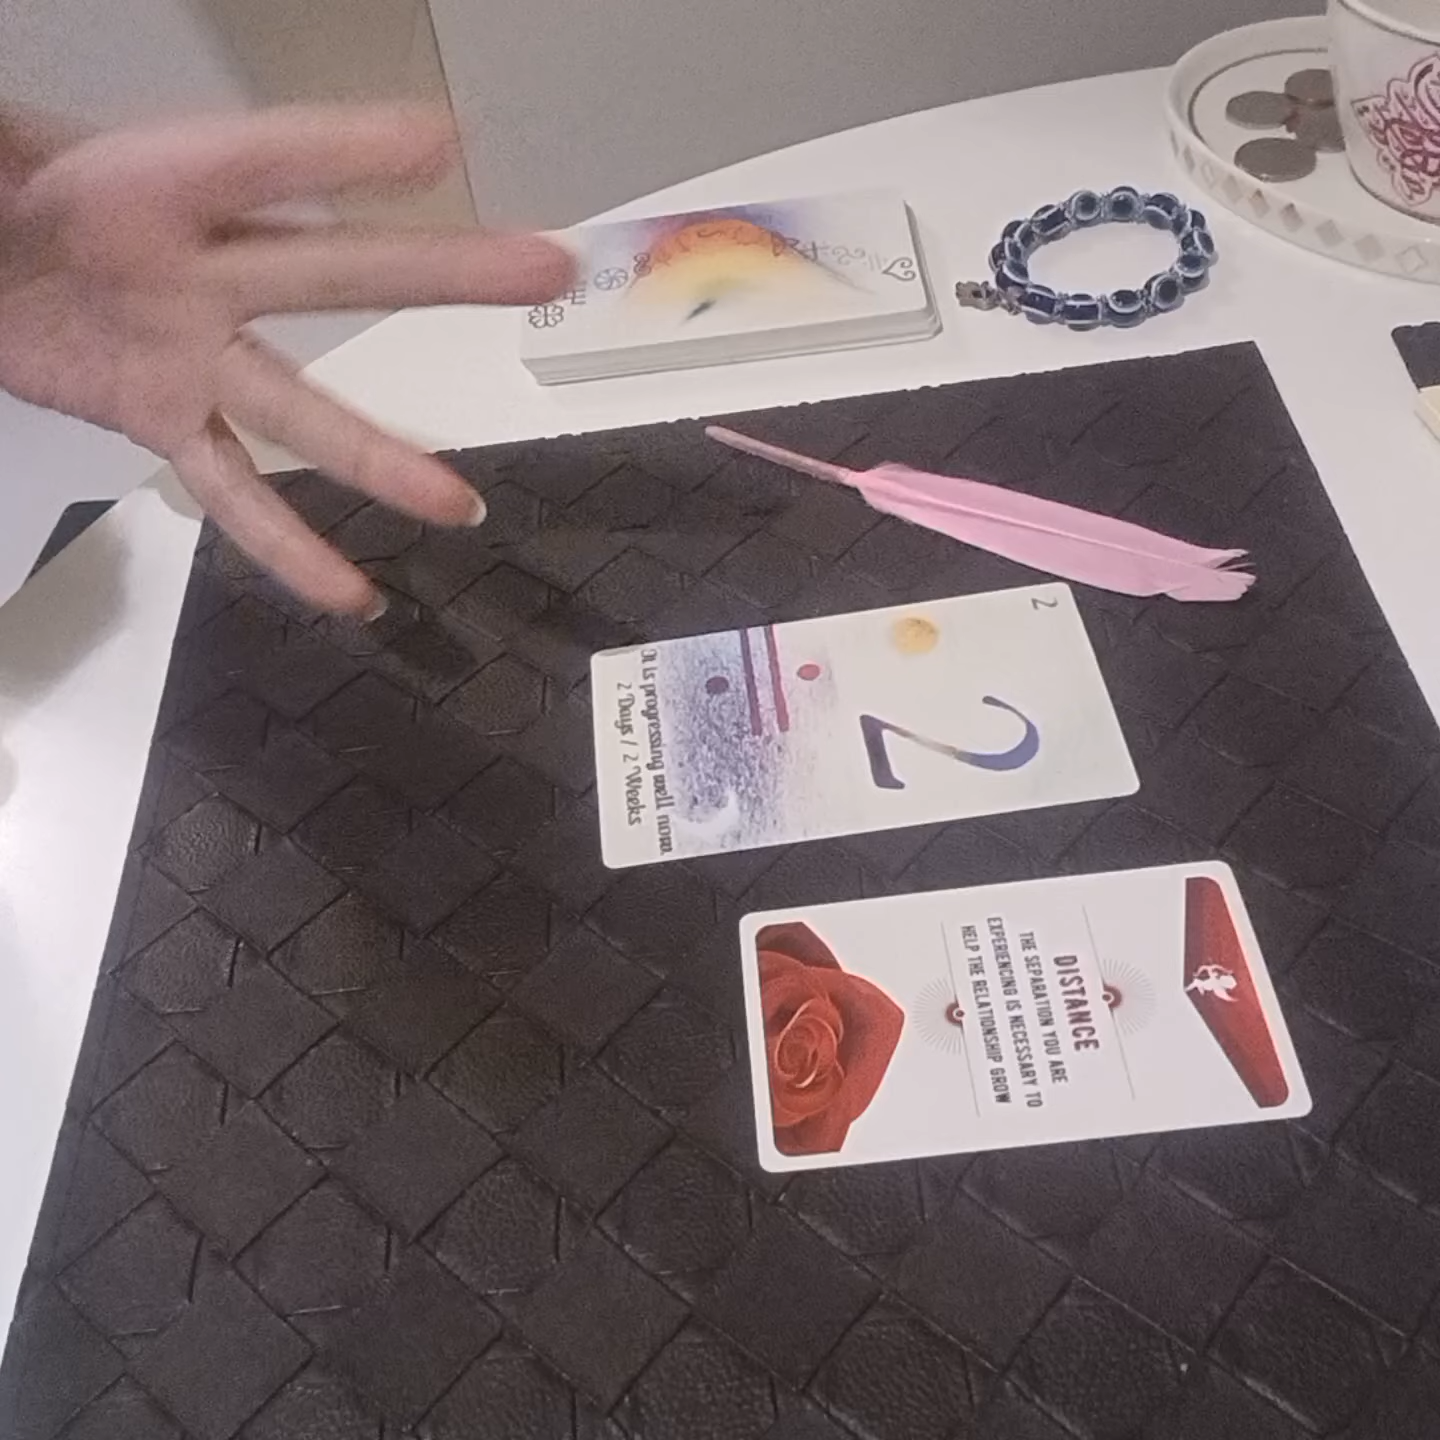 2
2
It is progressing well now.
2 Days / 2 Weeks
DISTANCE
THE SEPARATION YOU ARE
EXPERIENCING IS NECESSARY TO
HELP THE RELATIONSHIP GROW